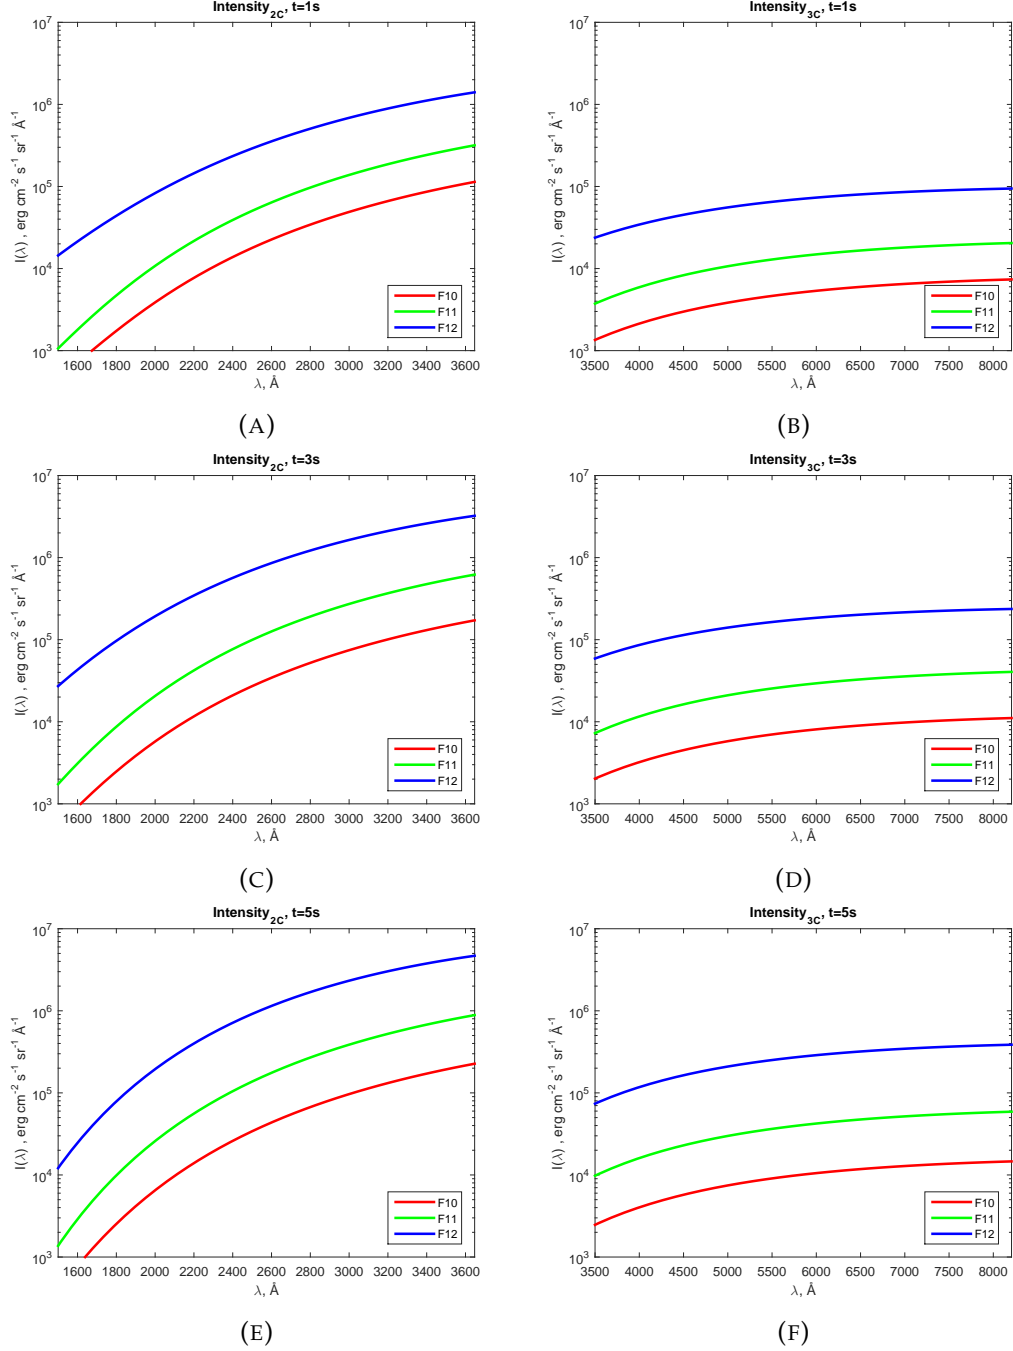 Intensity2C, t=1s
10^7
10^6
10^5
10^4
10^3
I(λ) , erg cm-2 s-1 sr-1 Å-1
1600 1800 2000 2200 2400 2600 2800 3000 3200 3400 3600
λ, Å
F10
F11
F12
(A)
Intensity3C, t=1s
10^7
10^6
10^5
10^4
10^3
I(λ) , erg cm-2 s-1 sr-1 Å-1
3500 4000 4500 5000 5500 6000 6500 7000 7500 8000
λ, Å
F10
F11
F12
(B)
Intensity2C, t=3s
10^7
10^6
10^5
10^4
10^3
I(λ) , erg cm-2 s-1 sr-1 Å-1
1600 1800 2000 2200 2400 2600 2800 3000 3200 3400 3600
λ, Å
F10
F11
F12
(C)
Intensity3C, t=3s
10^7
10^6
10^5
10^4
10^3
I(λ) , erg cm-2 s-1 sr-1 Å-1
3500 4000 4500 5000 5500 6000 6500 7000 7500 8000
λ, Å
F10
F11
F12
(D)
Intensity2C, t=5s
10^7
10^6
10^5
10^4
10^3
I(λ) , erg cm-2 s-1 sr-1 Å-1
1600 1800 2000 2200 2400 2600 2800 3000 3200 3400 3600
λ, Å
F10
F11
F12
(E)
Intensity3C, t=5s
10^7
10^6
10^5
10^4
10^3
I(λ) , erg cm-2 s-1 sr-1 Å-1
3500 4000 4500 5000 5500 6000 6500 7000 7500 8000
λ, Å
F10
F11
F12
(F)